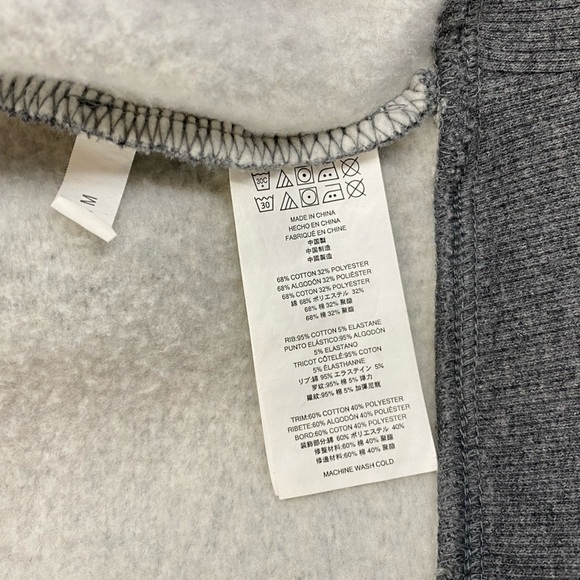 M
30C
30
MADE IN CHINA
HECHO EN CHINA
FABRIQUÉ EN CHINE
中国製
中国制造
中國製造
68% COTTON 32% POLYESTER
68% ALGODÓN 32% POLIÉSTER
68% COTON 32% POLYESTER
綿 68% ポリエステル 32%
68% 棉 32% 聚酯
68% 棉 32% 聚酯
RIB:95% COTTON 5% ELASTANE
PUNTO ELÁSTICO:95% ALGODÓN
5% ELASTANO
TRICOT CÔTELÉ:95% COTON
5% ÉLASTHANNE
リブ:綿 95% エラステイン 5%
罗纹:95% 棉 5% 弹力
羅紋:95% 棉 5% 加彈尼龍
TRIM:60% COTTON 40% POLYESTER
RIBETE:60% ALGODÓN 40% POLIÉSTER
BORD:60% COTON 40% POLYESTER
装飾部分:綿 60% ポリエステル 40%
修整材料:60% 棉 40% 聚酯
修邊材料:60% 棉 40% 聚酯
MACHINE WASH COLD